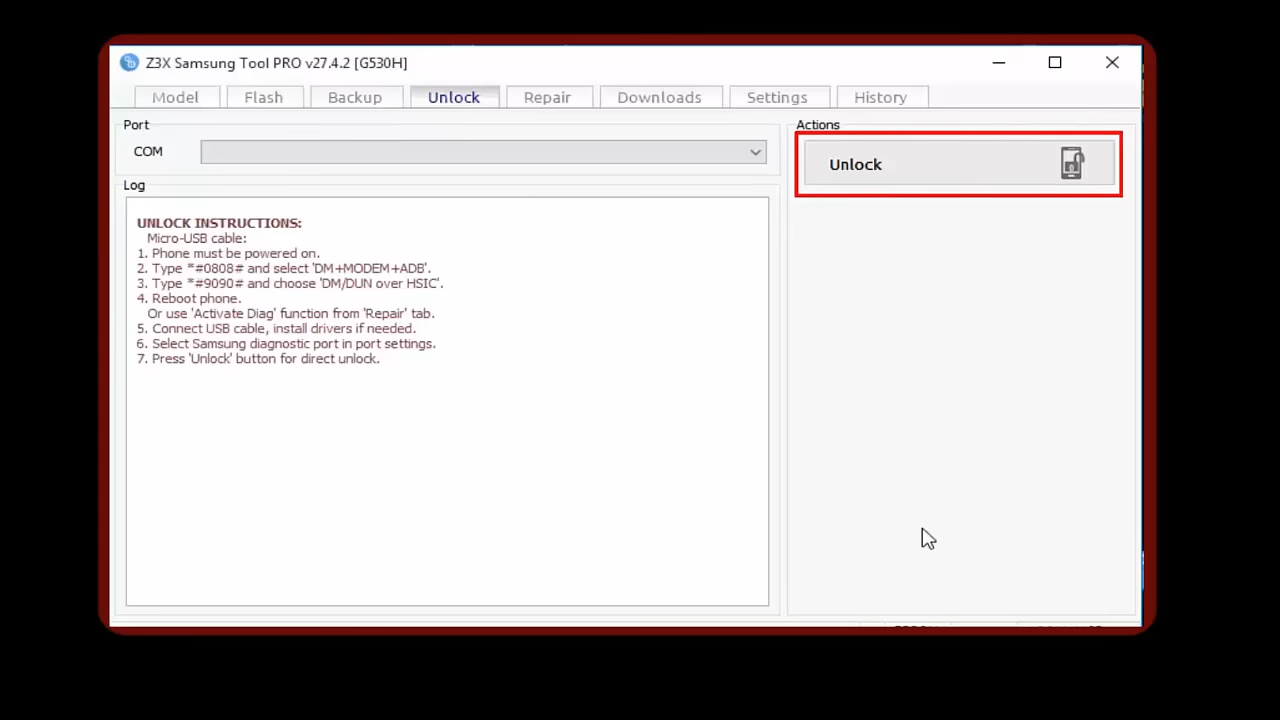 Z3X Samsung Tool PRO v27.4.2 [G530H]
Model Flash Backup Unlock Repair Downloads Settings History
Port
COM
Actions
Unlock
Log
UNLOCK INSTRUCTIONS:
Micro-USB cable:
1. Phone must be powered on.
2. Type *#0808# and select 'DM+MODEM+ADB'.
3. Type *#9090# and choose 'DM/DUN over HSIC'.
4. Reboot phone.
Or use 'Activate Diag' function from 'Repair' tab.
5. Connect USB cable, install drivers if needed.
6. Select Samsung diagnostic port in port settings.
7. Press 'Unlock' button for direct unlock.